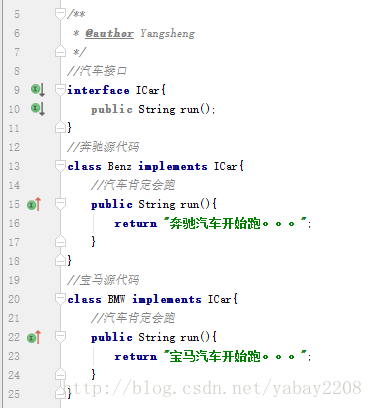 5 /**
6 * @author Yangsheng
7 */
8 //汽车接口
9 interface ICar{
10 public String run();
11 }
12 //奔驰源代码
13 class Benz implements ICar{
14 //汽车肯定会跑
15 public String run(){
16 return "奔驰汽车开始跑。。。";
17 }
18 }
19 //宝马源代码
20 class BMW implements ICar{
21 //汽车肯定会跑
22 public String run(){
23 return "宝马汽车开始跑。。。";
24 }
http://blog.csdn.net/yabay2208
25 }